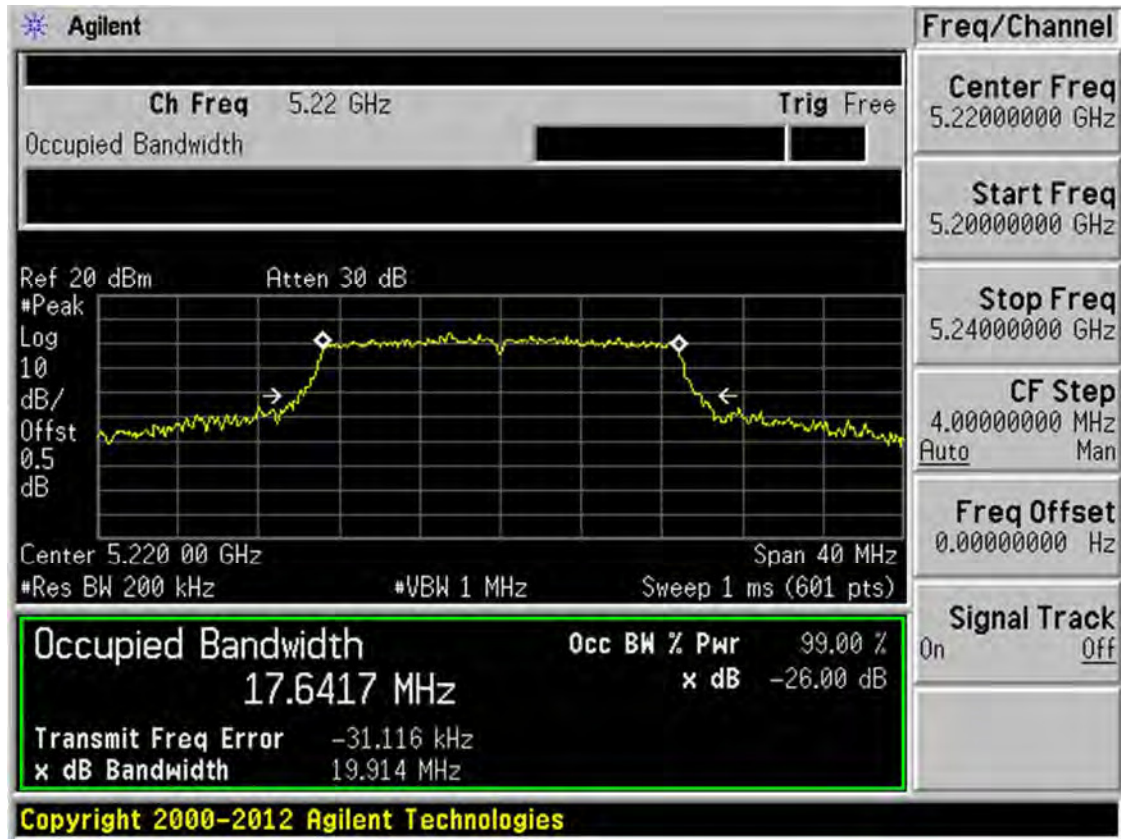 Agilent
Freq/Channel
Ch Freq 5.22 GHz Trig Free
Occupied Bandwidth
Center Freq
5.22000000 GHz
Start Freq
5.20000000 GHz
Stop Freq
5.24000000 GHz
CF Step
4.00000000 MHz
Auto Man
Freq Offset
0.00000000 Hz
Signal Track
On Off
Ref 20 dBm Atten 30 dB
#Peak
Log
10
dB/
Offst
0.5
dB
Center 5.220 00 GHz Span 40 MHz
#Res BW 200 kHz #VBW 1 MHz Sweep 1 ms (601 pts)
Occupied Bandwidth
17.6417 MHz
Occ BW % Pwr 99.00 %
x dB -26.00 dB
Transmit Freq Error -31.116 kHz
x dB Bandwidth 19.914 MHz
Copyright 2000-2012 Agilent Technologies